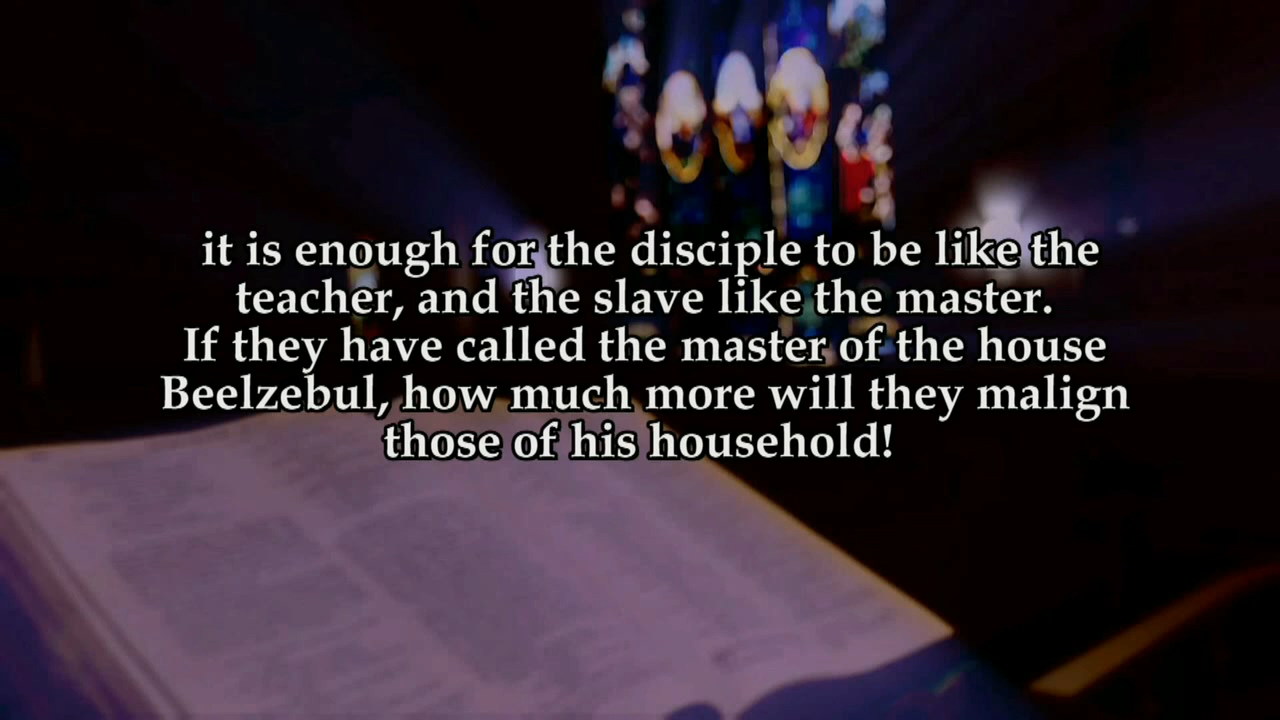 it is enough for the disciple to be like the
teacher, and the slave like the master.
If they have called the master of the house
Beelzebul, how much more will they malign
those of his household!